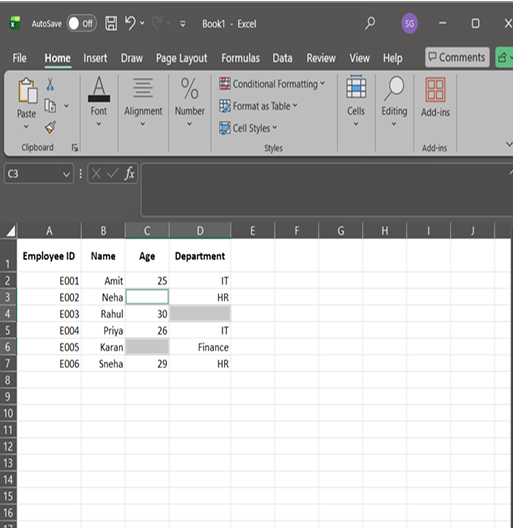 AutoSave Off Book1 - Excel SG
File Home Insert Draw Page Layout Formulas Data Review View Help Comments
Paste Font Alignment Number Conditional Formatting Format as Table Cell Styles Cells Editing Add-ins
Clipboard Styles Add-ins
C3 fx
A B C D E F G H I J
1 Employee ID Name Age Department
2 E001 Amit 25 IT
3 E002 Neha HR
4 E003 Rahul 30
5 E004 Priya 26 IT
6 E005 Karan Finance
7 E006 Sneha 29 HR
8
9
10
11
12
13
14
15
16
17